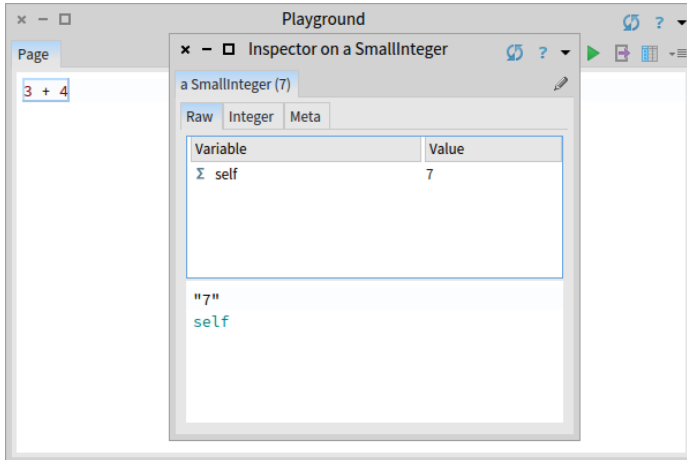 Playground
Page
3 + 4
Inspector on a SmallInteger
a SmallInteger (7)
Raw Integer Meta
Variable Value
Σ self 7
"7"
self